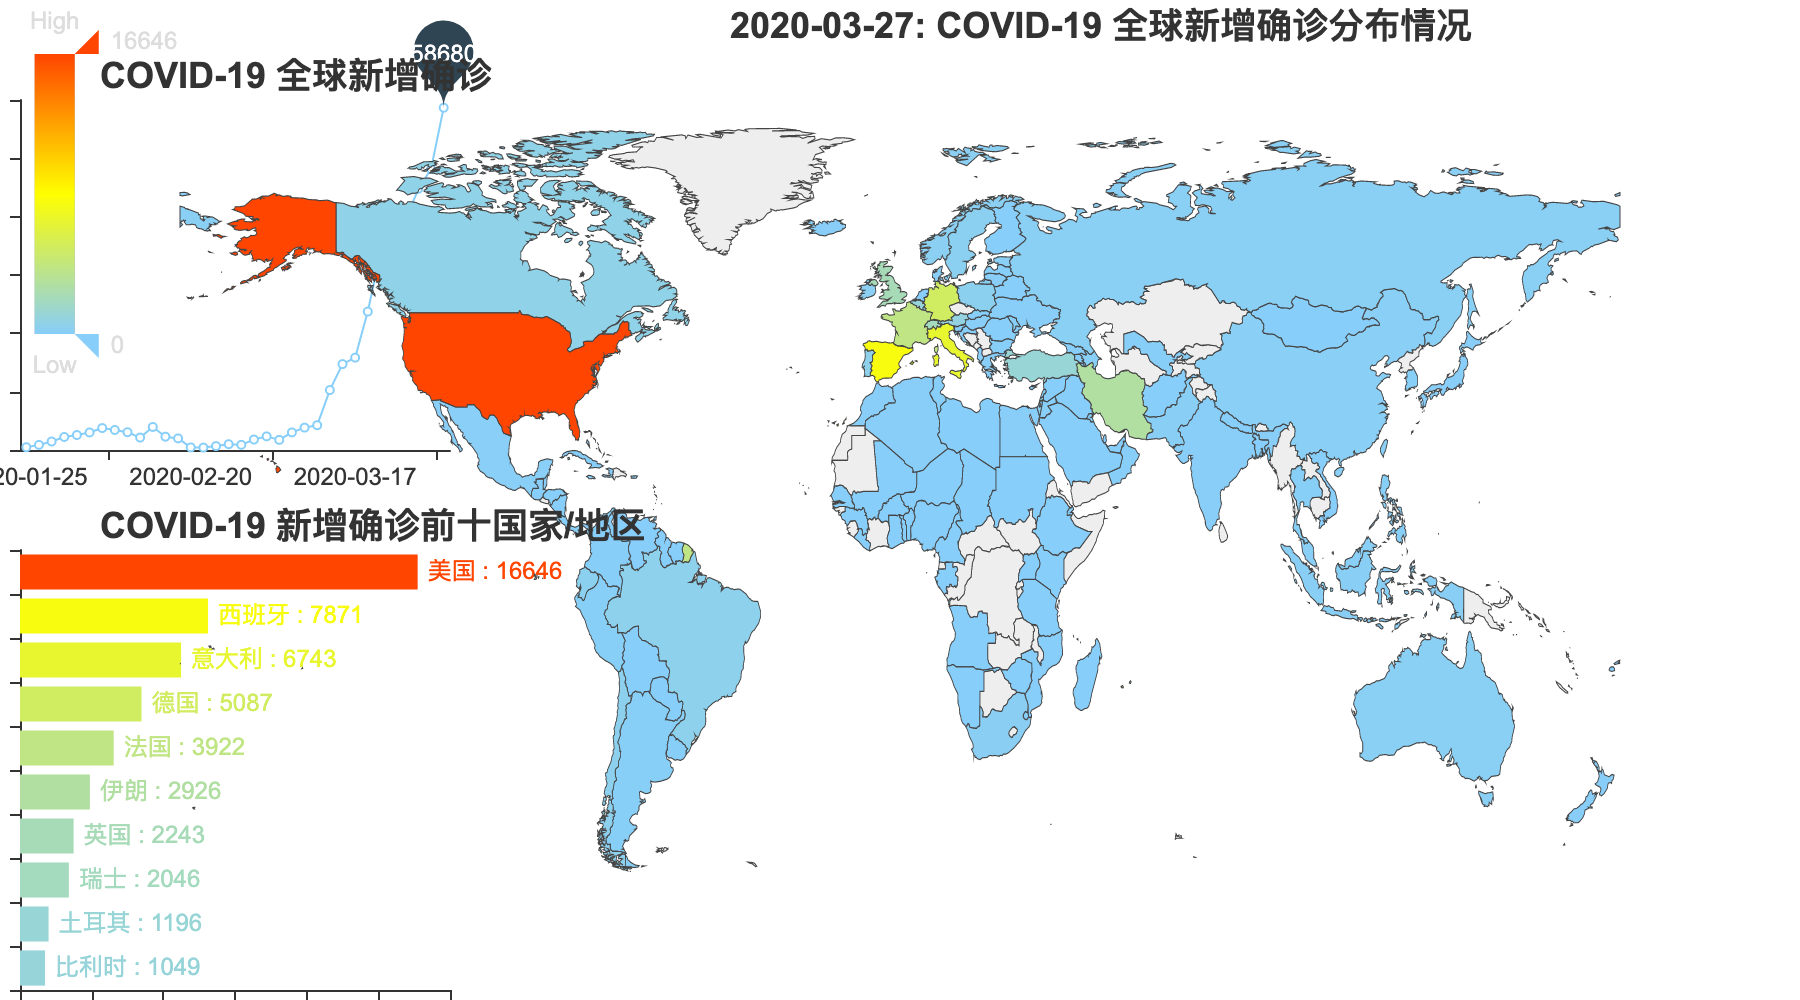 2020-03-27: COVID-19 全球新增确诊分布情况
High
16646
0
Low
58680
COVID-19 全球新增确诊
20-01-25
2020-02-20
2020-03-17
COVID-19 新增确诊前十国家/地区
美国 : 16646
西班牙 : 7871
意大利 : 6743
德国 : 5087
法国 : 3922
伊朗 : 2926
英国 : 2243
瑞士 : 2046
土耳其 : 1196
比利时 : 1049